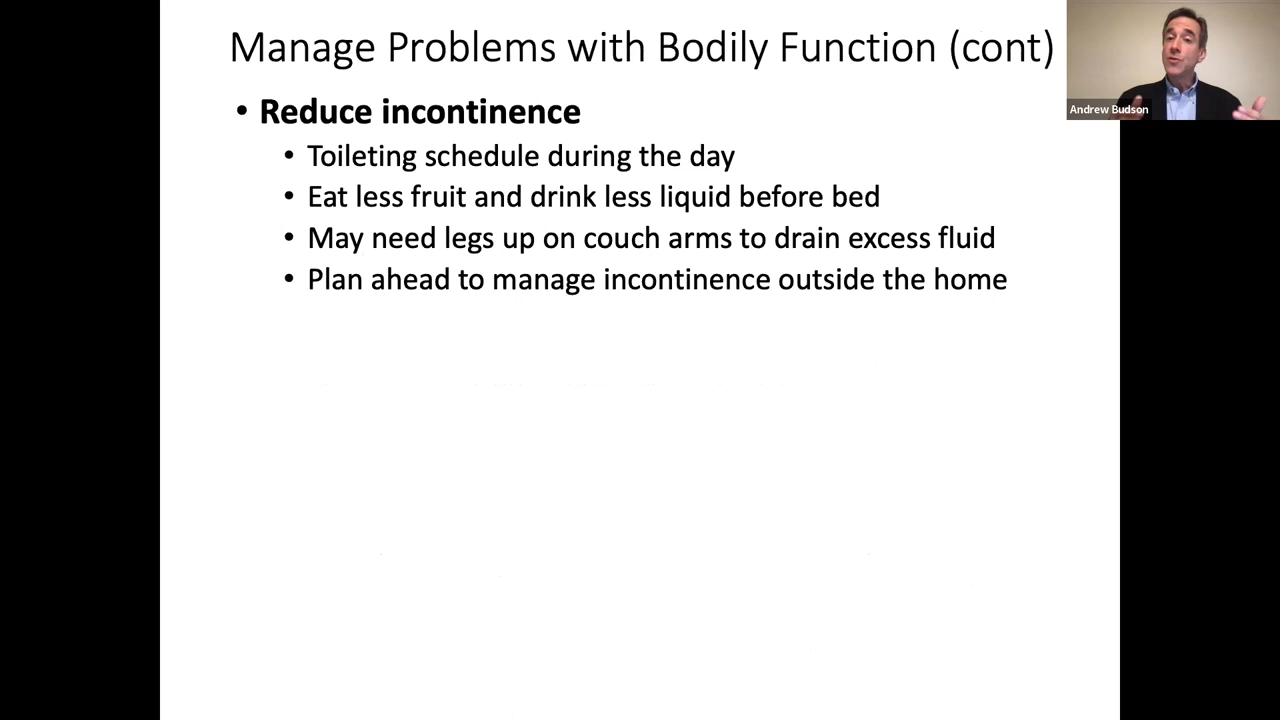 Manage Problems with Bodily Function (cont)
Andrew Budson
• Reduce incontinence
• Toileting schedule during the day
• Eat less fruit and drink less liquid before bed
• May need legs up on couch arms to drain excess fluid
• Plan ahead to manage incontinence outside the home